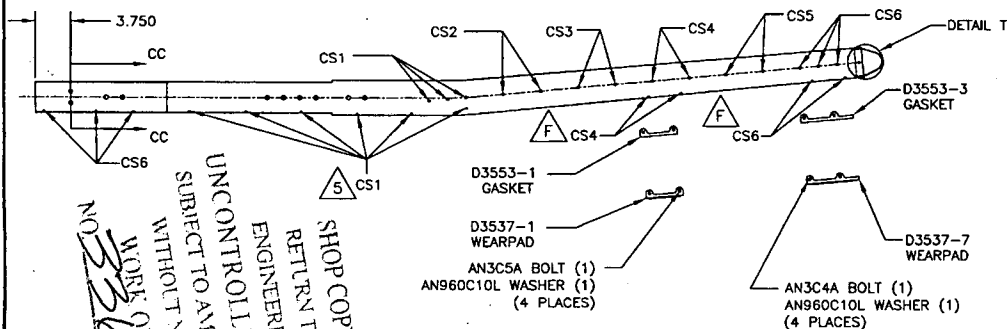 3.750
CC
CC
CS6
CS1
5
CS1
CS2
CS3
CS4
CS5
CS6
DETAIL T
F
CS4
F
CS6
D3553-3
GASKET
D3553-1
GASKET
D3537-1
WEARPAD
AN3C5A BOLT (1)
AN960C10L WASHER (1)
(4 PLACES)
D3537-7
WEARPAD
AN3C4A BOLT (1)
AN960C10L WASHER (1)
(4 PLACES)
SHOP COP
RETURN T
ENGINEER
UNCONTROLL
SUBJECT TO AM
WITHOUT N
WORK O
NO